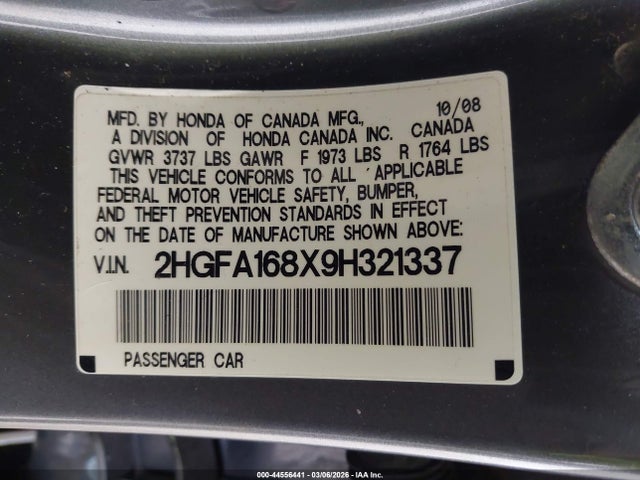 MFD. BY HONDA OF CANADA MFG., 10/08
A DIVISION OF HONDA CANADA INC. CANADA
GVWR 3737 LBS GAWR F 1973 LBS R 1764 LBS
THIS VEHICLE CONFORMS TO ALL APPLICABLE
FEDERAL MOTOR VEHICLE SAFETY, BUMPER,
AND THEFT PREVENTION STANDARDS IN EFFECT
ON THE DATE OF MANUFACTURE SHOWN ABOVE:
V.I.N. 2HGFA168X9H321337
PASSENGER CAR
000-44556441 - 03/06/2026 - IAA Inc.